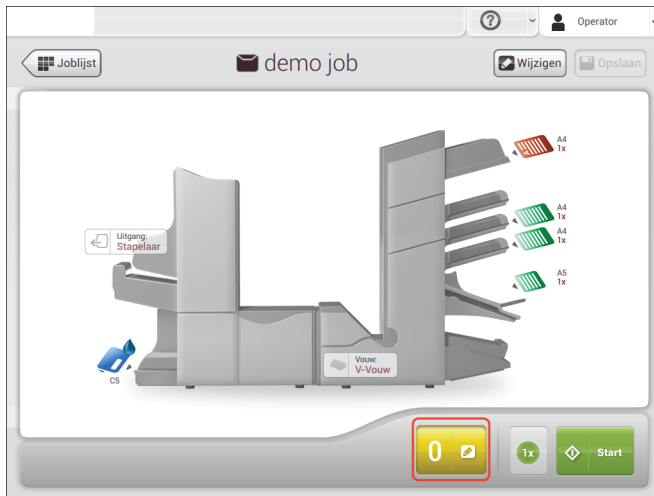 Operator
Joblijst
demo job
Wijzigen
Opslaan
A4
1x
Uitgang:
Stapelaar
A4
1x
A4
1x
A5
1x
Vouw:
V-Vouw
C5
0
1x
Start